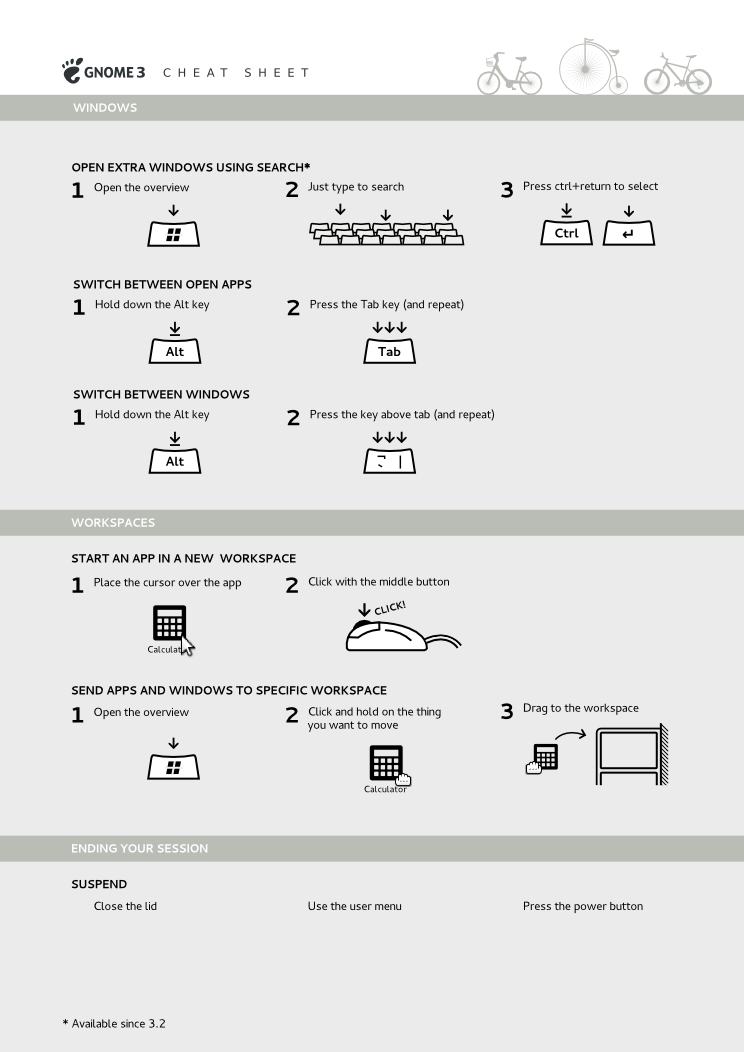 GNOME 3 CHEAT SHEET
WINDOWS
OPEN EXTRA WINDOWS USING SEARCH*
1 Open the overview
2 Just type to search
3 Press ctrl+return to select
Ctrl
SWITCH BETWEEN OPEN APPS
1 Hold down the Alt key
2 Press the Tab key (and repeat)
Alt
Tab
SWITCH BETWEEN WINDOWS
1 Hold down the Alt key
2 Press the key above tab (and repeat)
Alt
WORKSPACES
START AN APP IN A NEW WORKSPACE
1 Place the cursor over the app
2 Click with the middle button
CLICK!
SEND APPS AND WINDOWS TO SPECIFIC WORKSPACE
1 Open the overview
2 Click and hold on the thing
you want to move
3 Drag to the workspace
Calculator
ENDING YOUR SESSION
SUSPEND
Close the lid
Use the user menu
Press the power button
* Available since 3.2